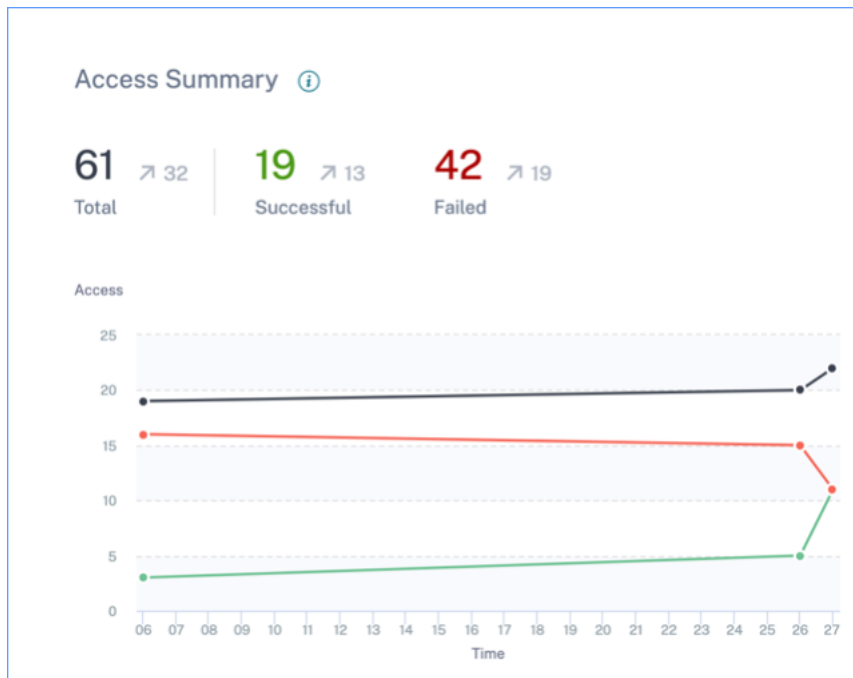 Access Summary i
61 ↗ 32 19 ↗ 13 42 ↗ 19
Total Successful Failed
Access
25
20
15
10
5
0
06 07 08 09 10 11 12 13 14 15 16 17 18 19 20 21 22 23 24 25 26 27
Time